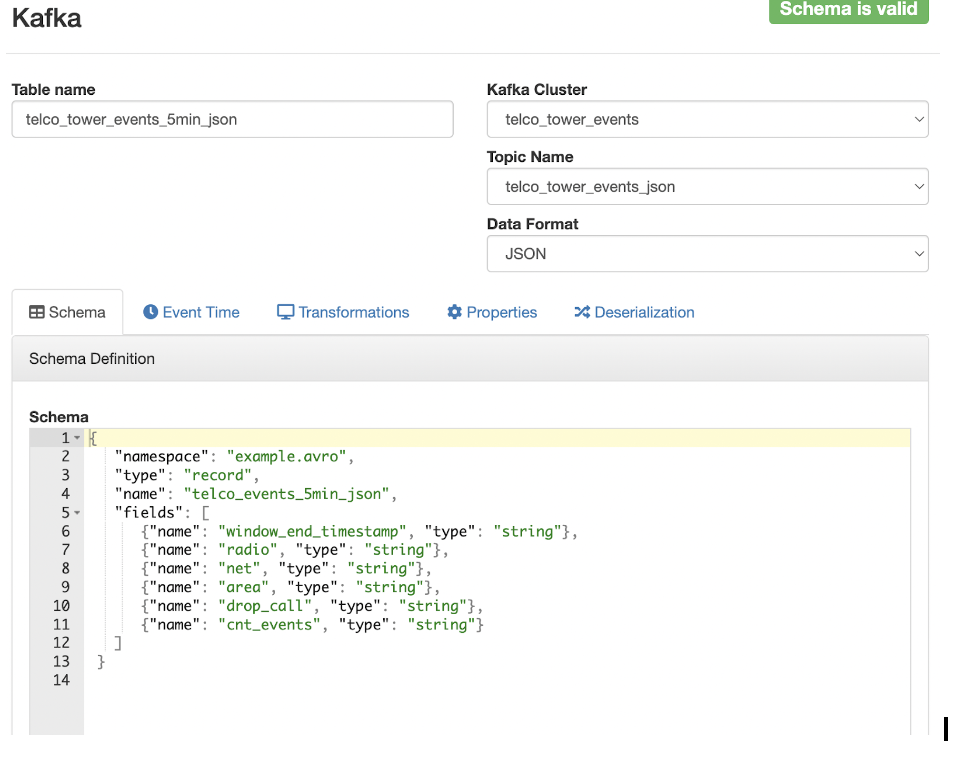 Kafka
Schema is valid
Table name
telco_tower_events_5min_json
Kafka Cluster
telco_tower_events
Topic Name
telco_tower_events_json
Data Format
JSON
Schema Event Time Transformations Properties Deserialization
Schema Definition
Schema
1 {
2 "namespace": "example.avro",
3 "type": "record",
4 "name": "telco_events_5min_json",
5 "fields": [
6 {"name": "window_end_timestamp", "type": "string"},
7 {"name": "radio", "type": "string"},
8 {"name": "net", "type": "string"},
9 {"name": "area", "type": "string"},
10 {"name": "drop_call", "type": "string"},
11 {"name": "cnt_events", "type": "string"}
12 ]
13 }
14